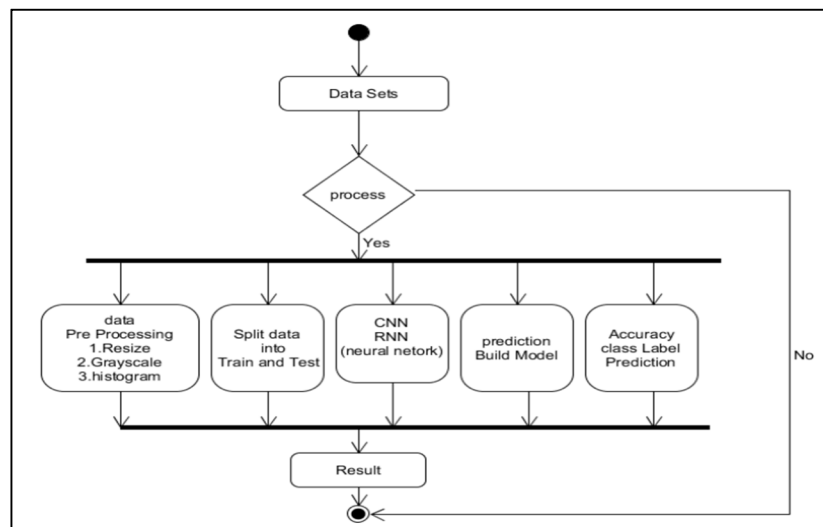 Data Sets
process
Yes
data
Pre Processing
1.Resize
2.Grayscale
3.histogram
Split data
into
Train and Test
CNN
RNN
(neural netork)
prediction
Build Model
Accuracy
class Label
Prediction
No
Result